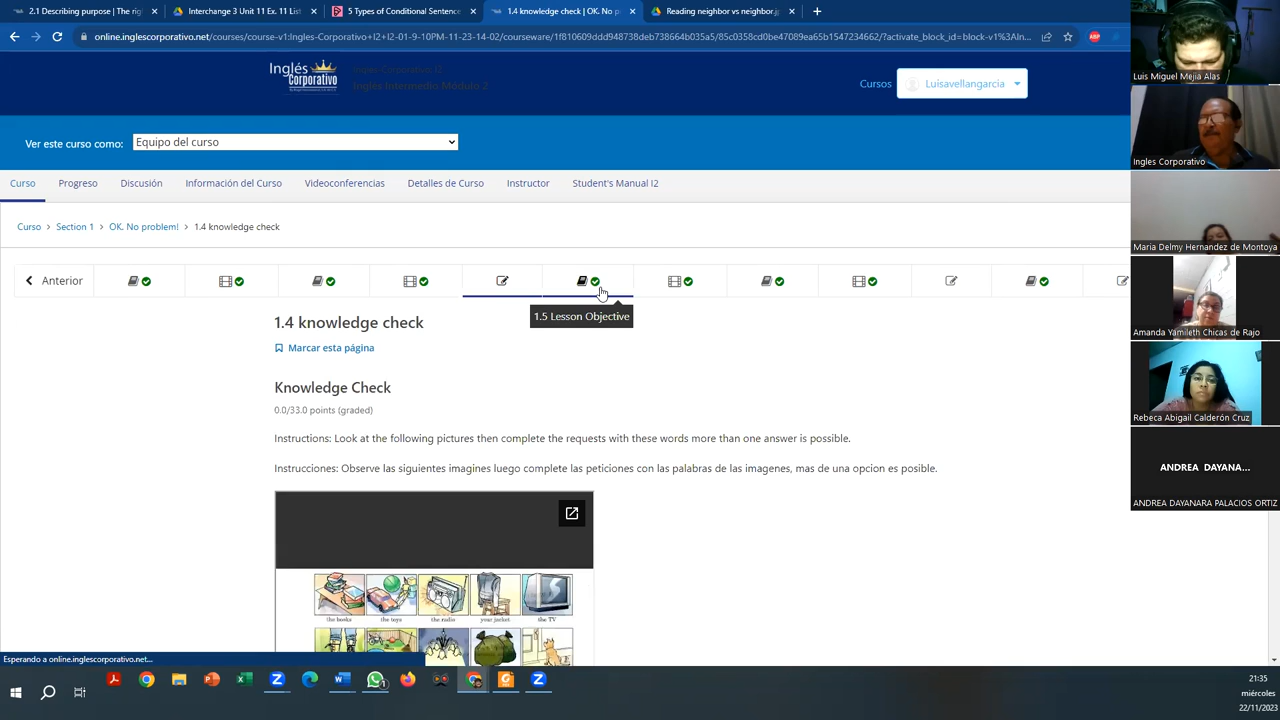 2.1 Describing purpose | The rig
Interchange 3 Unit 11 Ex. 11 List
5 Types of Conditional Sentence
1.4 knowledge check | OK. No p
Reading neighbor vs neighbor.j
online.inglescorporativo.net/courses/course-v1:Ingles-Corporativo+I2+I2-01-9-10PM-11-23-14-02/courseware/1f810609ddd948738deb738664b035a5/85c0358cd0be47089ea65b1547234662/?activate_block_id=block-v1%3AIn...
Inglés
Corporativo
Ingles Corporativo I2
Inglés Intermedio Módulo 2
Cursos
Luisavellangarcia
Ver este curso como:
Equipo del curso
Curso
Progreso
Discusión
Información del Curso
Videoconferencias
Detalles de Curso
Instructor
Student's Manual I2
Curso > Section 1 > OK. No problem! > 1.4 knowledge check
Anterior
1.5 Lesson Objective
1.4 knowledge check
Marcar esta página
Knowledge Check
0.0/33.0 points (graded)
Instructions: Look at the following pictures then complete the requests with these words more than one answer is possible.
Instrucciones: Observe las siguientes imagines luego complete las peticiones con las palabras de las imagenes, mas de una opcion es posible.
the books
the toys
the radio
your jacket
the TV
Esperando a online.inglescorporativo.net...
Luis Miguel Mejia Alas
Ingles Corporativo
Maria Delmy Hernandez de Montoya
Amanda Yamileth Chicas de Rajo
Rebeca Abigail Calderón Cruz
ANDREA DAYANA...
ANDREA DAYANARA PALACIOS ORTIZ
21:35
miércoles
22/11/2023